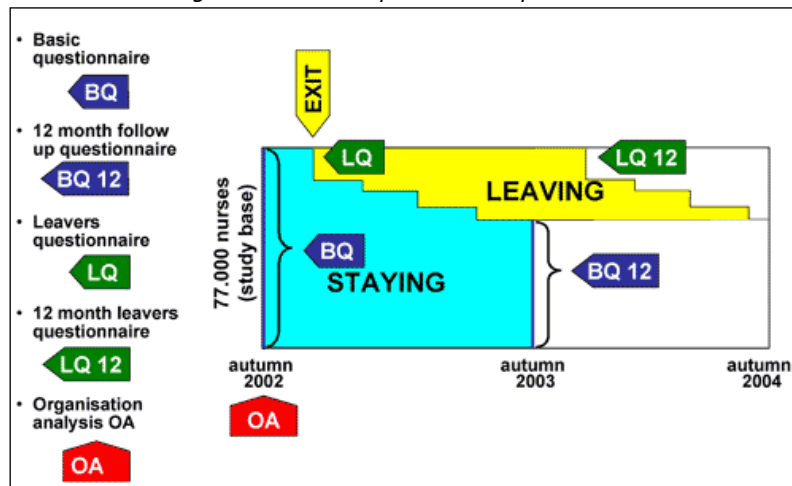 • Basic
questionnaire
BQ
• 12 month follow
up questionnaire
BQ 12
• Leavers
questionnaire
LQ
• 12 month leavers
questionnaire
LQ 12
• Organisation
analysis OA
OA
EXIT
LQ
LQ 12
LEAVING
77.000 nurses
(study base)
BQ
STAYING
BQ 12
autumn
2002
autumn
2003
autumn
2004
OA